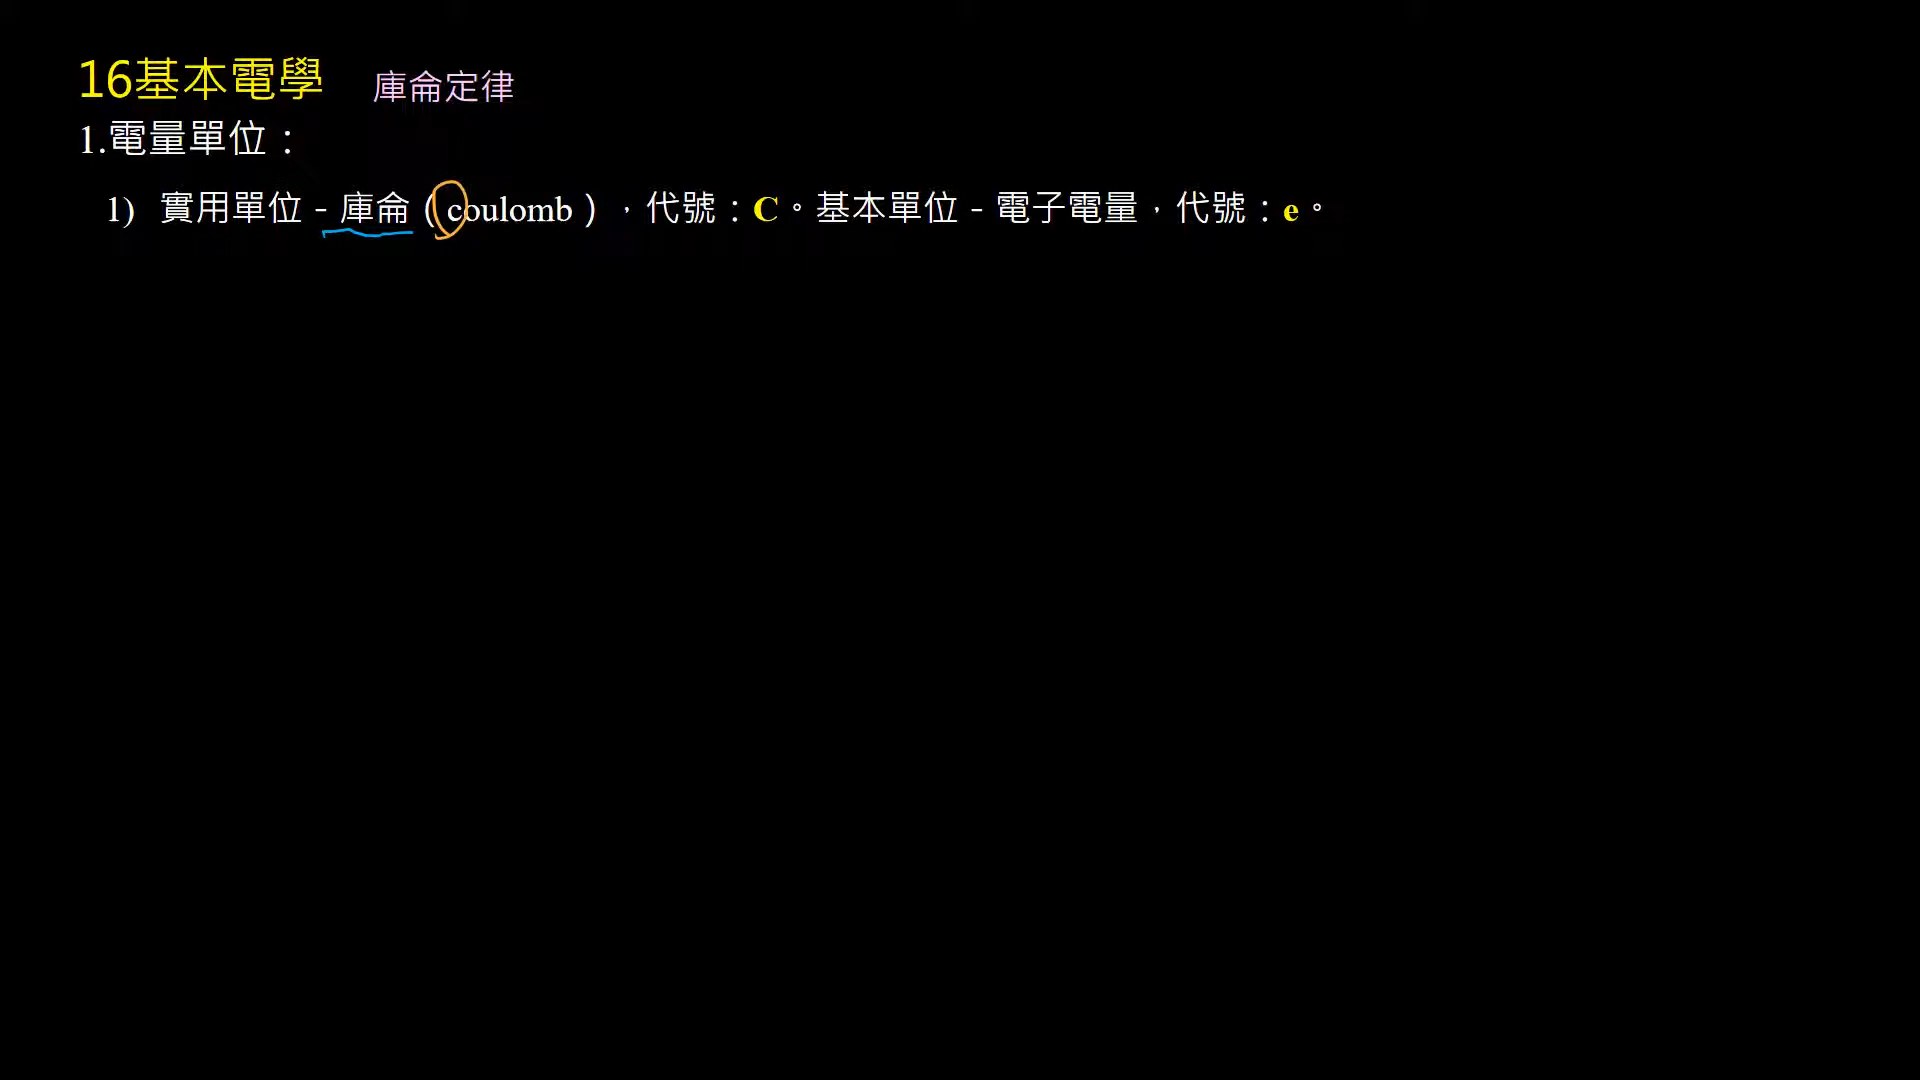 16基本電學 庫侖定律
1.電量單位：
1) 實用單位 - 庫侖（coulomb），代號：C。基本單位 - 電子電量，代號：e。